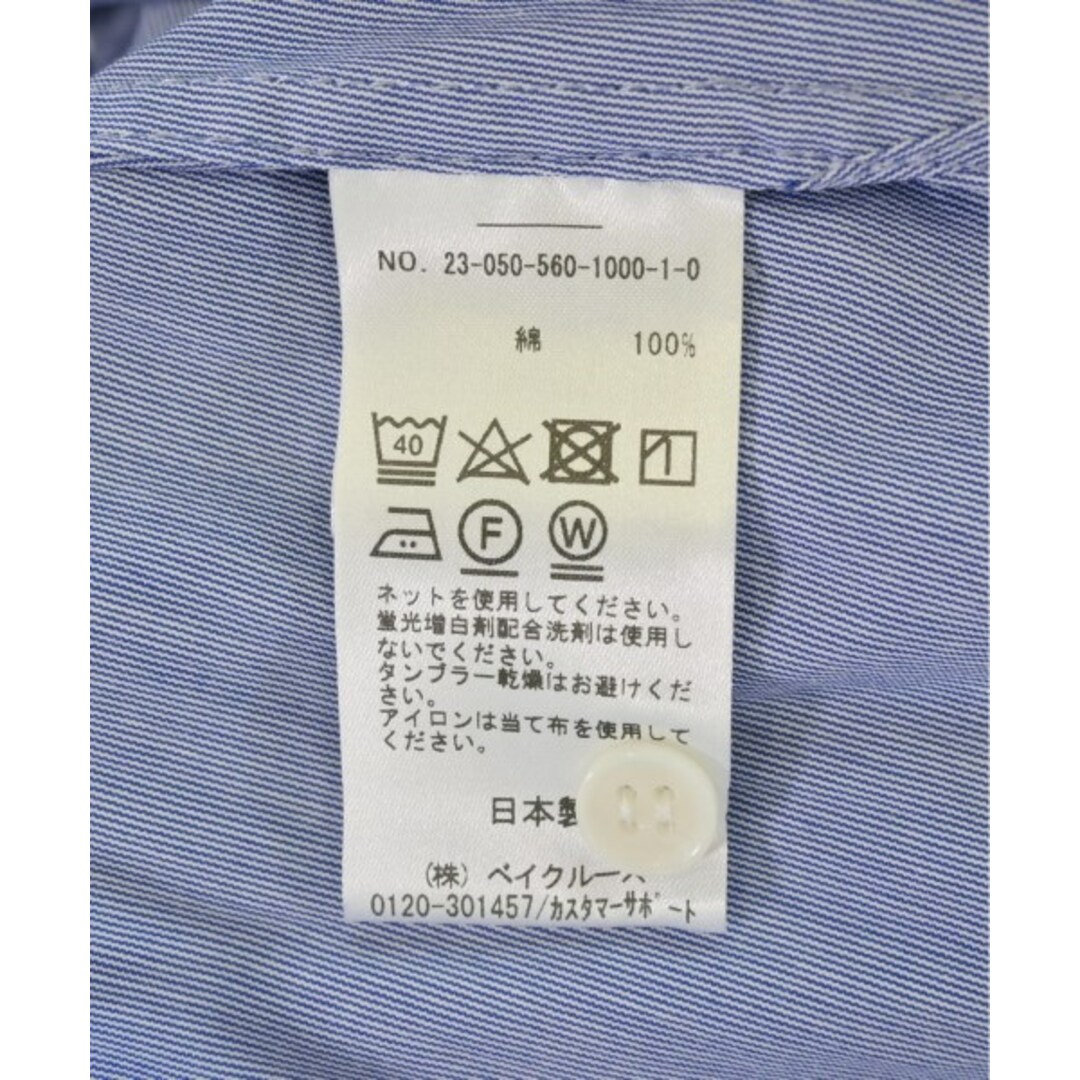 NO. 23-050-560-1000-1-0
綿 100%
40
F W
ネットを使用してください。
蛍光増白剤配合洗剤は使用し
ないでください。
タンブラー乾燥はお避けくだ
さい。
アイロンは当て布を使用して
ください。
日本製
(株) ベイクルーズ
0120-301457/カスタマーサポート